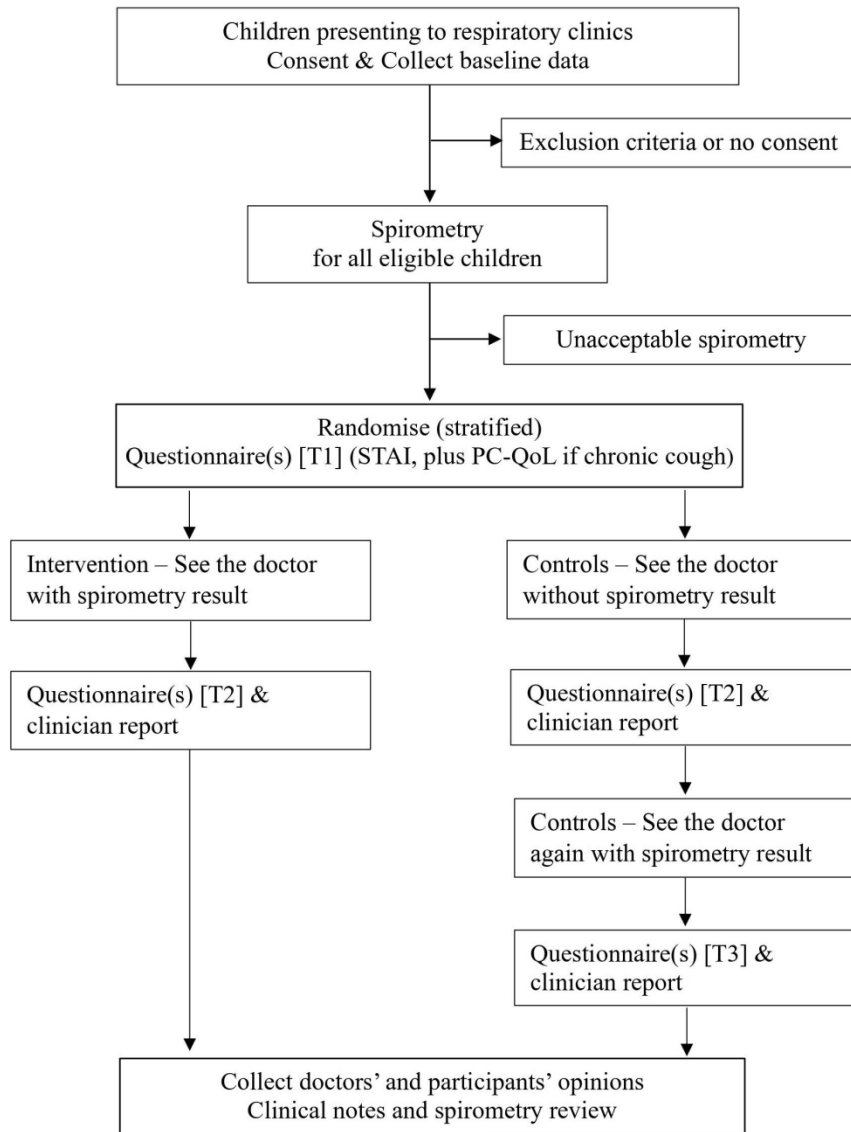 Children presenting to respiratory clinics
Consent & Collect baseline data
Exclusion criteria or no consent
Spirometry
for all eligible children
Unacceptable spirometry
Randomise (stratified)
Questionnaire(s) [T1] (STAI, plus PC-QoL if chronic cough)
Intervention – See the doctor
with spirometry result
Controls – See the doctor
without spirometry result
Questionnaire(s) [T2] &
clinician report
Questionnaire(s) [T2] &
clinician report
Controls – See the doctor
again with spirometry result
Questionnaire(s) [T3] &
clinician report
Collect doctors’ and participants’ opinions
Clinical notes and spirometry review